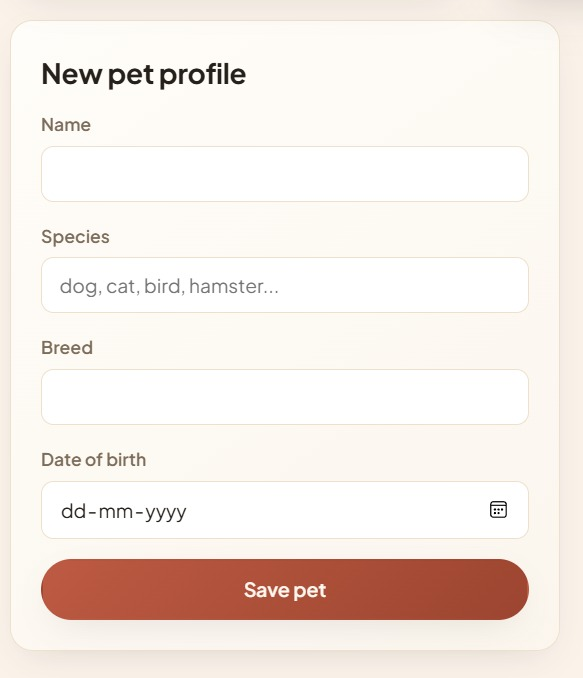 New pet profile
Name
Species
dog, cat, bird, hamster...
Breed
Date of birth
dd-mm-yyyy
Save pet